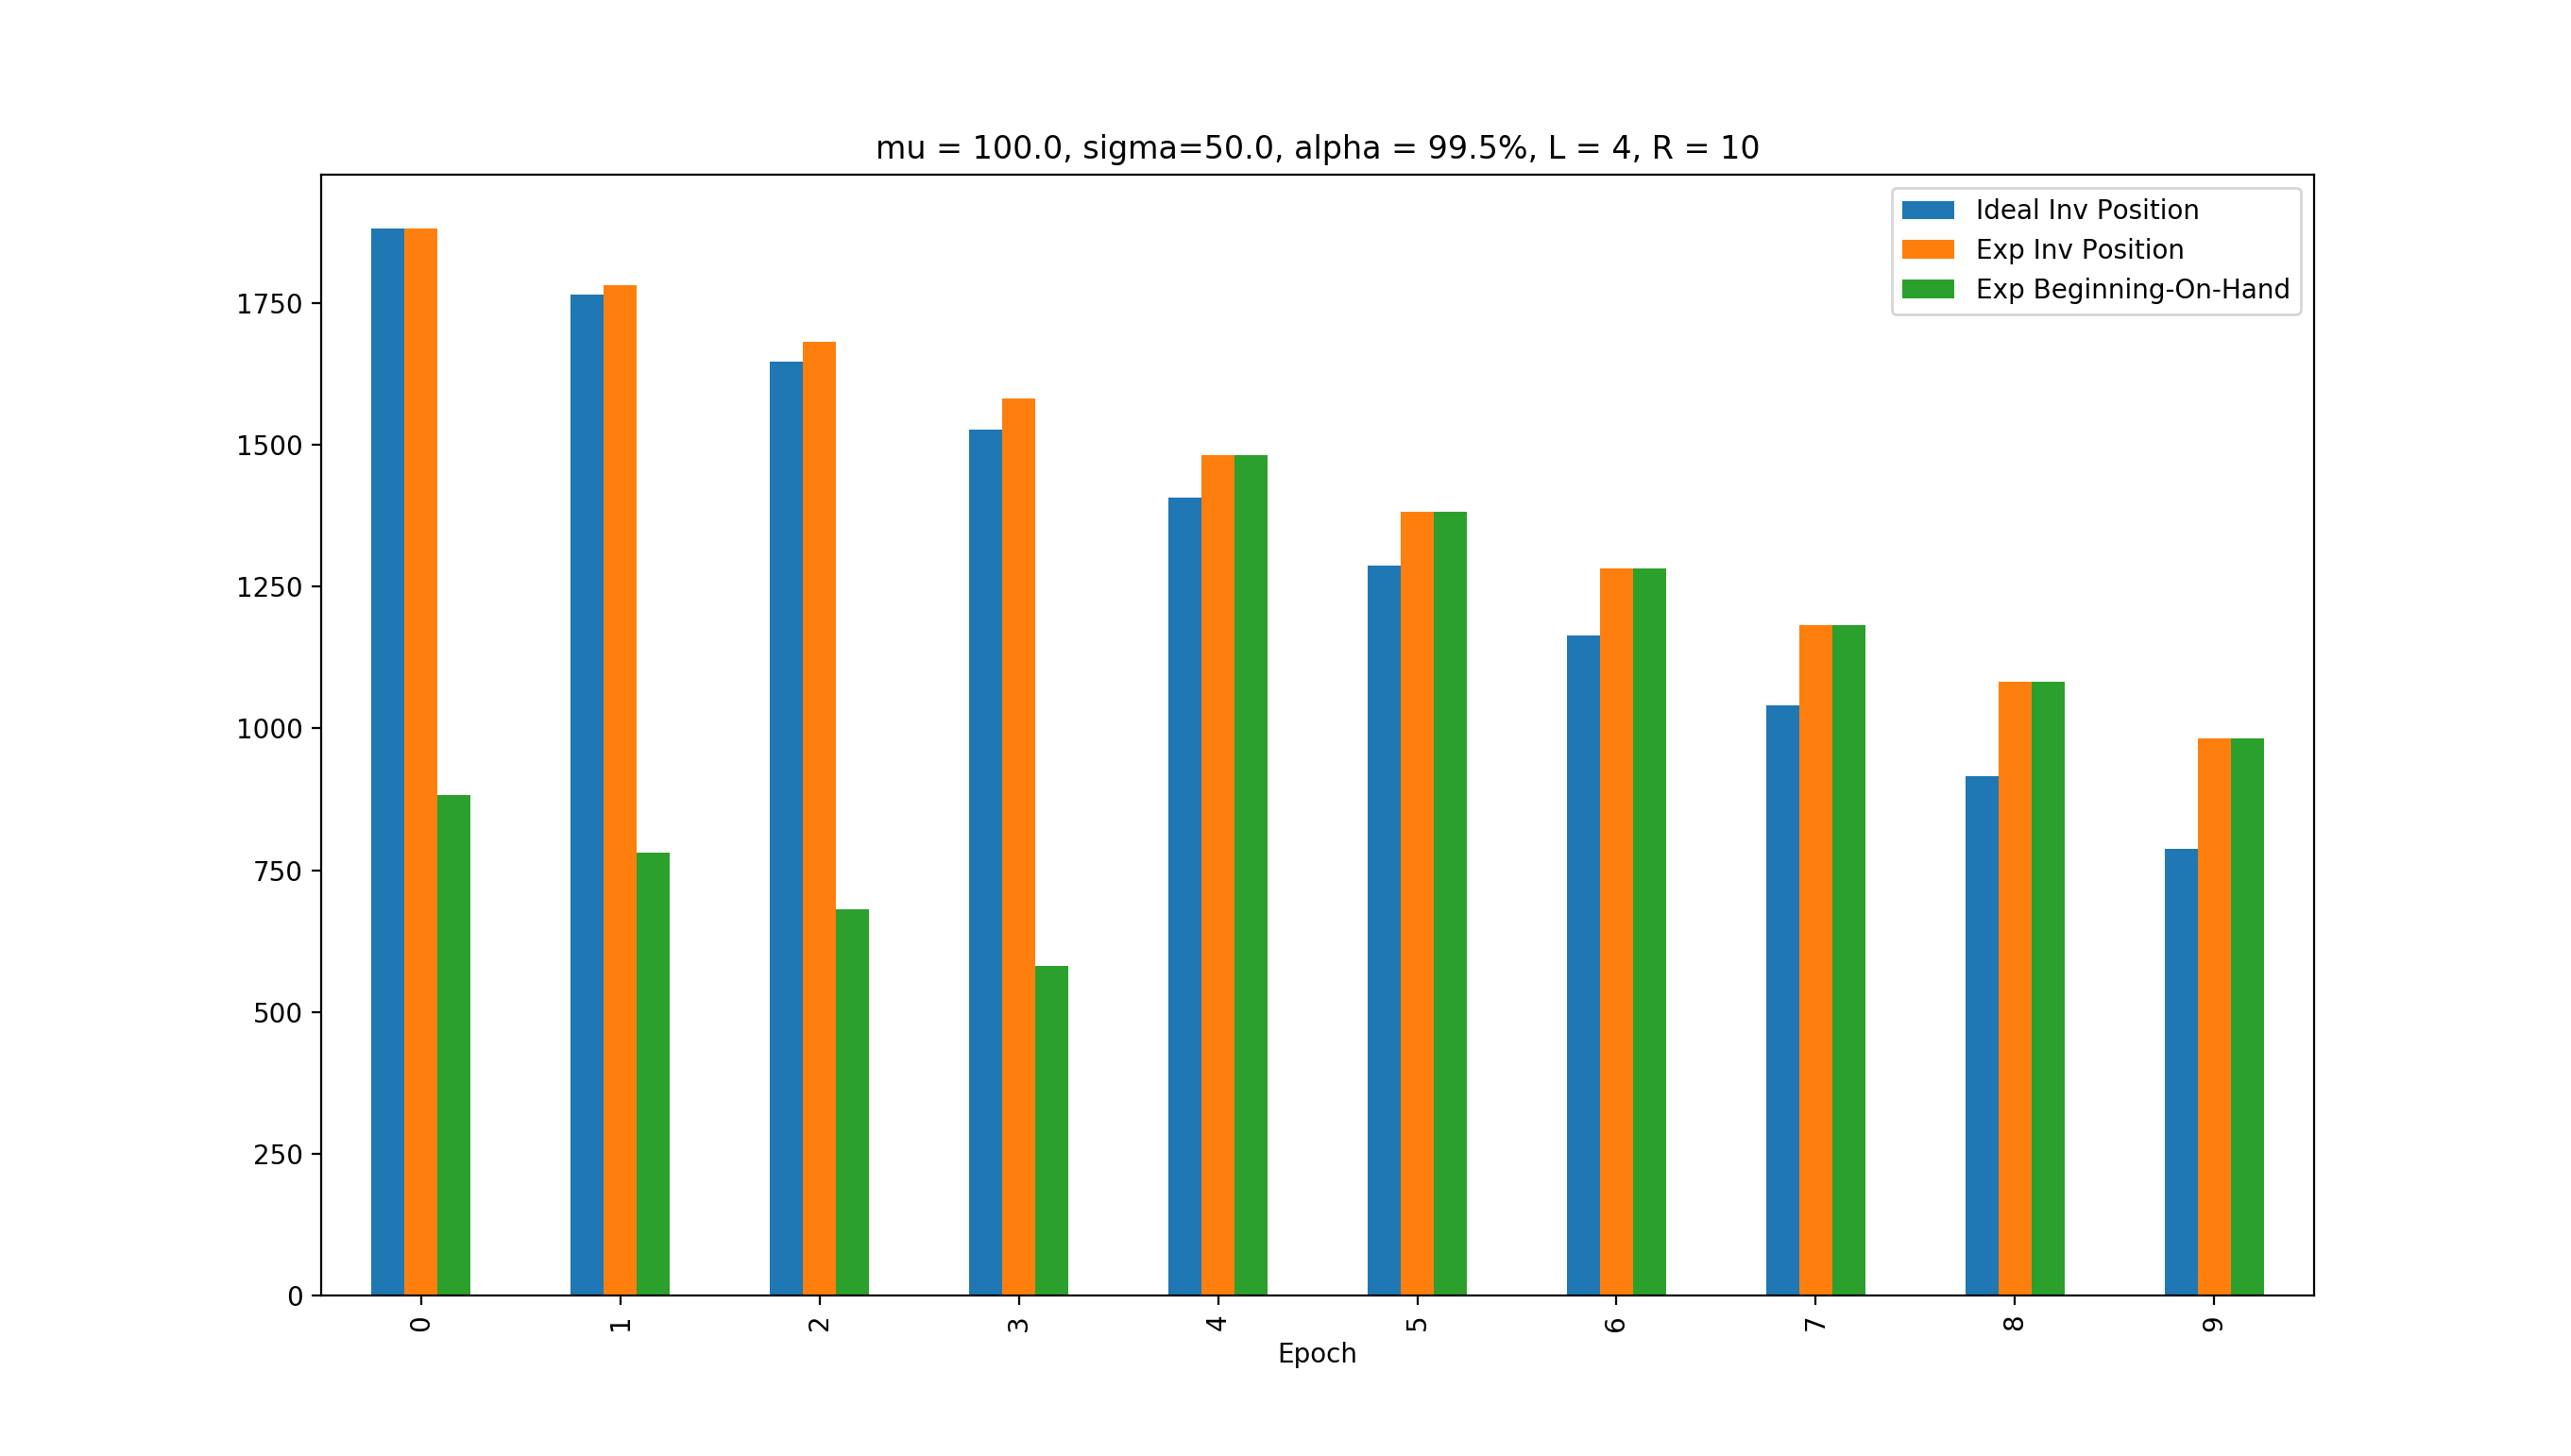 mu = 100.0, sigma=50.0, alpha = 99.5%, L = 4, R = 10
Ideal Inv Position
Exp Inv Position
Exp Beginning-On-Hand
1750
1500
1250
1000
750
500
250
0
0 1 2 3 4 5 6 7 8 9
Epoch